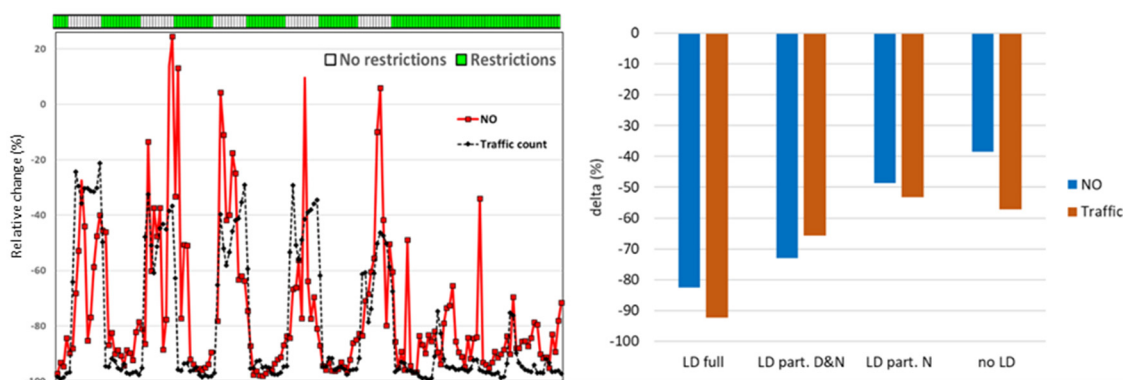 No restrictions Restrictions
20
0
-20
-40
-60
-80
-100
Relative change (%)
NO
Traffic count
0
-10
-20
-30
-40
-50
-60
-70
-80
-90
-100
delta (%)
LD full LD part. D&N LD part. N no LD
NO
Traffic